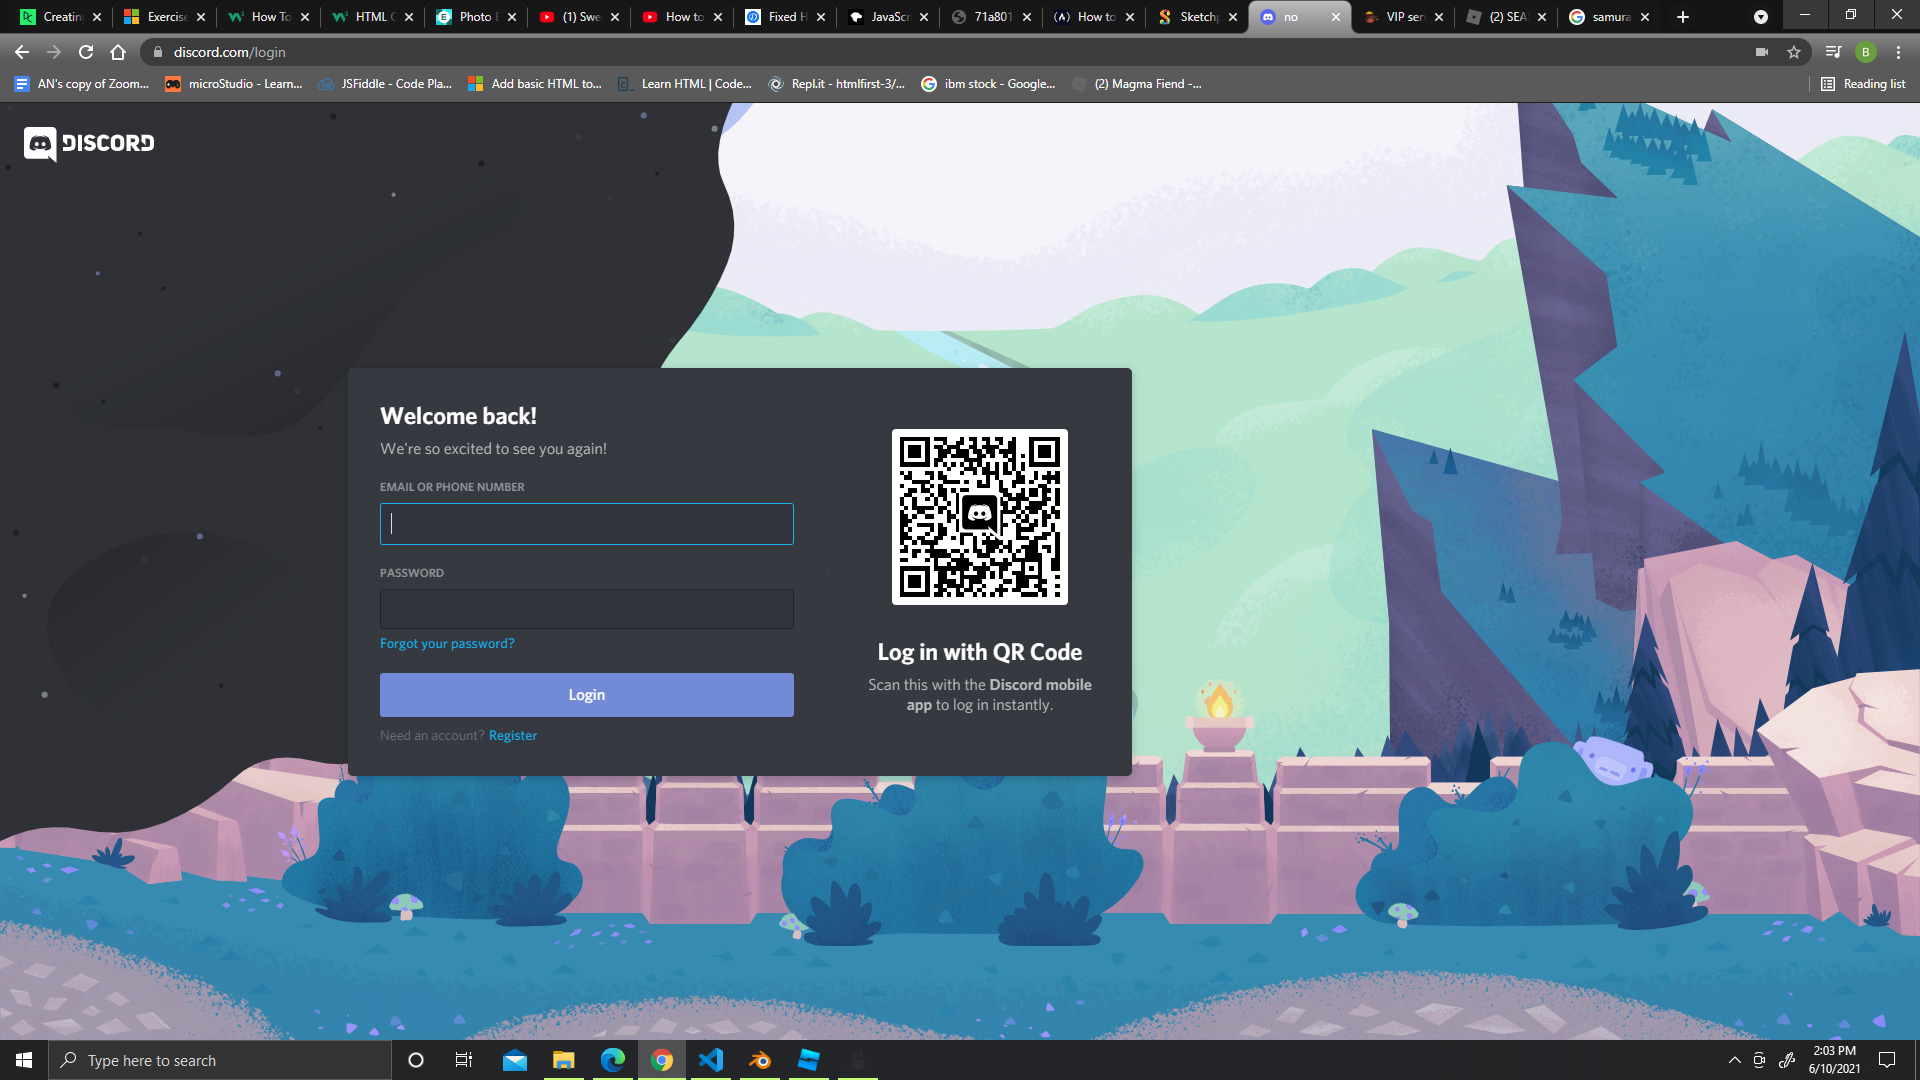 Creatin
Exercise
How To
HTML C
Photo E
(1) Swe
How to
Fixed H
JavaScr
71a801
How to
Sketchp
no
VIP serv
(2) SEA
samura
discord.com/login
B
AN's copy of Zoom...
microStudio - Learn...
JSFiddle - Code Pla...
Add basic HTML to...
Learn HTML | Code...
Repl.it - htmlfirst-3/...
ibm stock - Google...
(2) Magma Fiend -...
Reading list
DISCORD
Welcome back!
We're so excited to see you again!
EMAIL OR PHONE NUMBER
PASSWORD
Forgot your password?
Login
Need an account? Register
Log in with QR Code
Scan this with the Discord mobile
app to log in instantly.
Type here to search
2:03 PM
6/10/2021